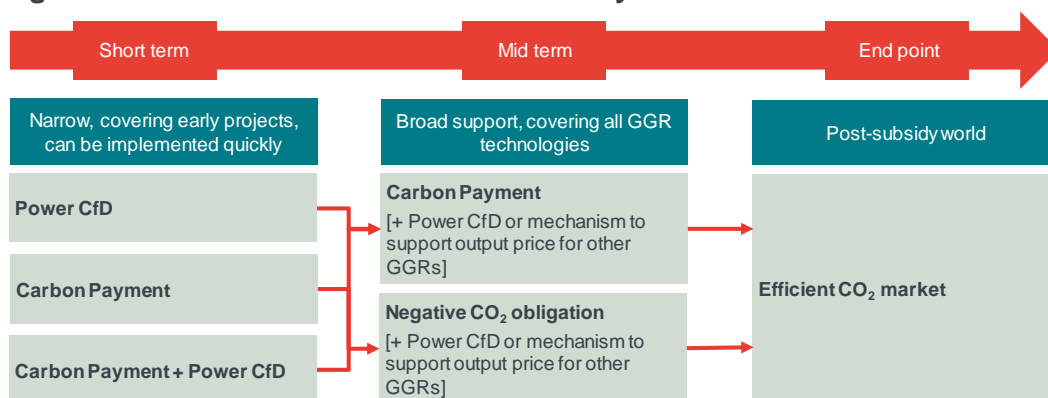 Short term
Mid term
End point
Narrow, covering early projects,
can be implemented quickly
Broad support, covering all GGR
technologies
Post-subsidy world
Power CfD
Carbon Payment
Carbon Payment + Power CfD
Carbon Payment
[+ Power CfD or mechanism to
support output price for other
GGRs]
Negative CO₂ obligation
[+ Power CfD or mechanism to
support output price for other
GGRs]
Efficient CO₂ market